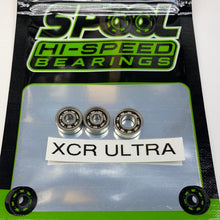 SPOOL
HI-SPEED
BEARINGS
XCR ULTRA